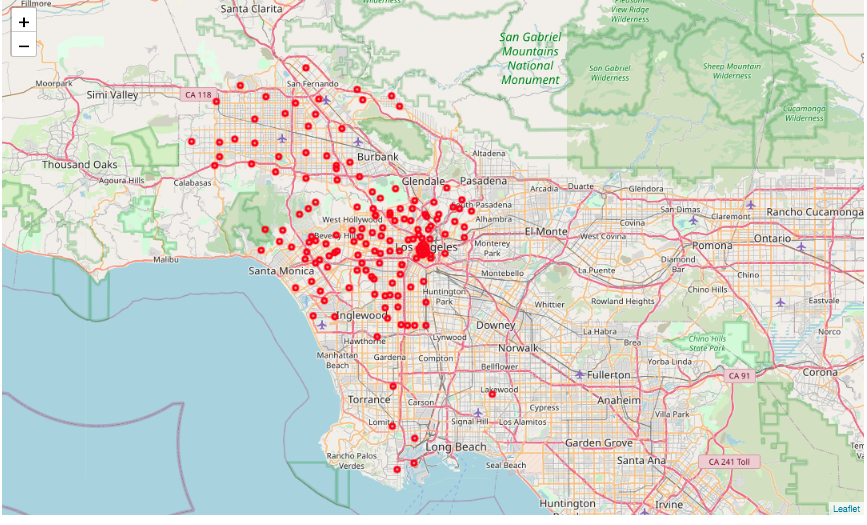 Fillmore
Santa Clarita
Wilderness
Pleasant
View Ridge
Wilderness
+
−
San Gabriel
Mountains
National
Monument
San Gabriel
Wilderness
Sheep Mountain
Wilderness
Cucamonga
Wilderness
Moorpark
Simi Valley
CA 118
San Fernando
Thousand Oaks
Agoura Hills
Calabasas
Burbank
Altadena
Glendale
Pasadena
Arcadia
Duarte
Glendora
San Dimas
Claremont
Rancho Cucamonga
South Pasadena
Alhambra
West Hollywood
Beverly Hills
Los Angeles
El Monte
Covina
West Covina
Pomona
Ontario
Monterey
Park
Diamond
Bar
Malibu
Santa Monica
Montebello
La Puente
Chino
Chino Hills
Huntington
Park
Whittier
Rowland Heights
Eastvale
Inglewood
Downey
La Habra
Chino Hills
State Park
Norco
Hawthorne
Lynwood
Norwalk
Brea
Manhattan
Beach
Gardena
Compton
Bellflower
Yorba Linda
Fullerton
CA 91
Corona
Torrance
Carson
Lakewood
Cypress
Anaheim
Villa Park
Lomita
Signal Hill
Los Alamitos
Long Beach
Garden Grove
Rancho Palos
Verdes
Seal Beach
Santa Ana
CA 241 Toll
Huntington
Irvine
Leaflet